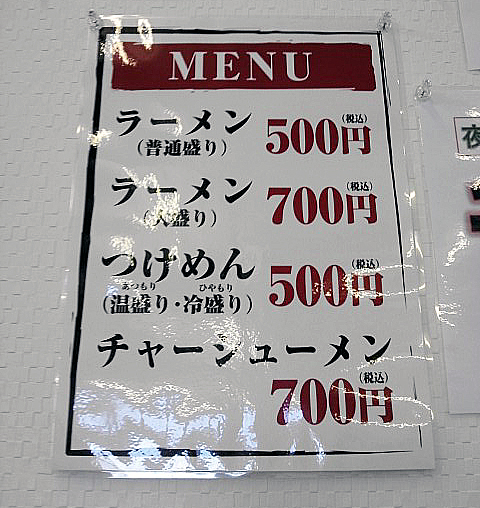 MENU
ラーメン
(普通盛り)
(税込)
500円
ラーメン
(大盛り)
(税込)
700円
つけめん
あつもり ひやもり
(温盛り・冷盛り)
(税込)
500円
チャーシューメン
(税込)
700円
夜